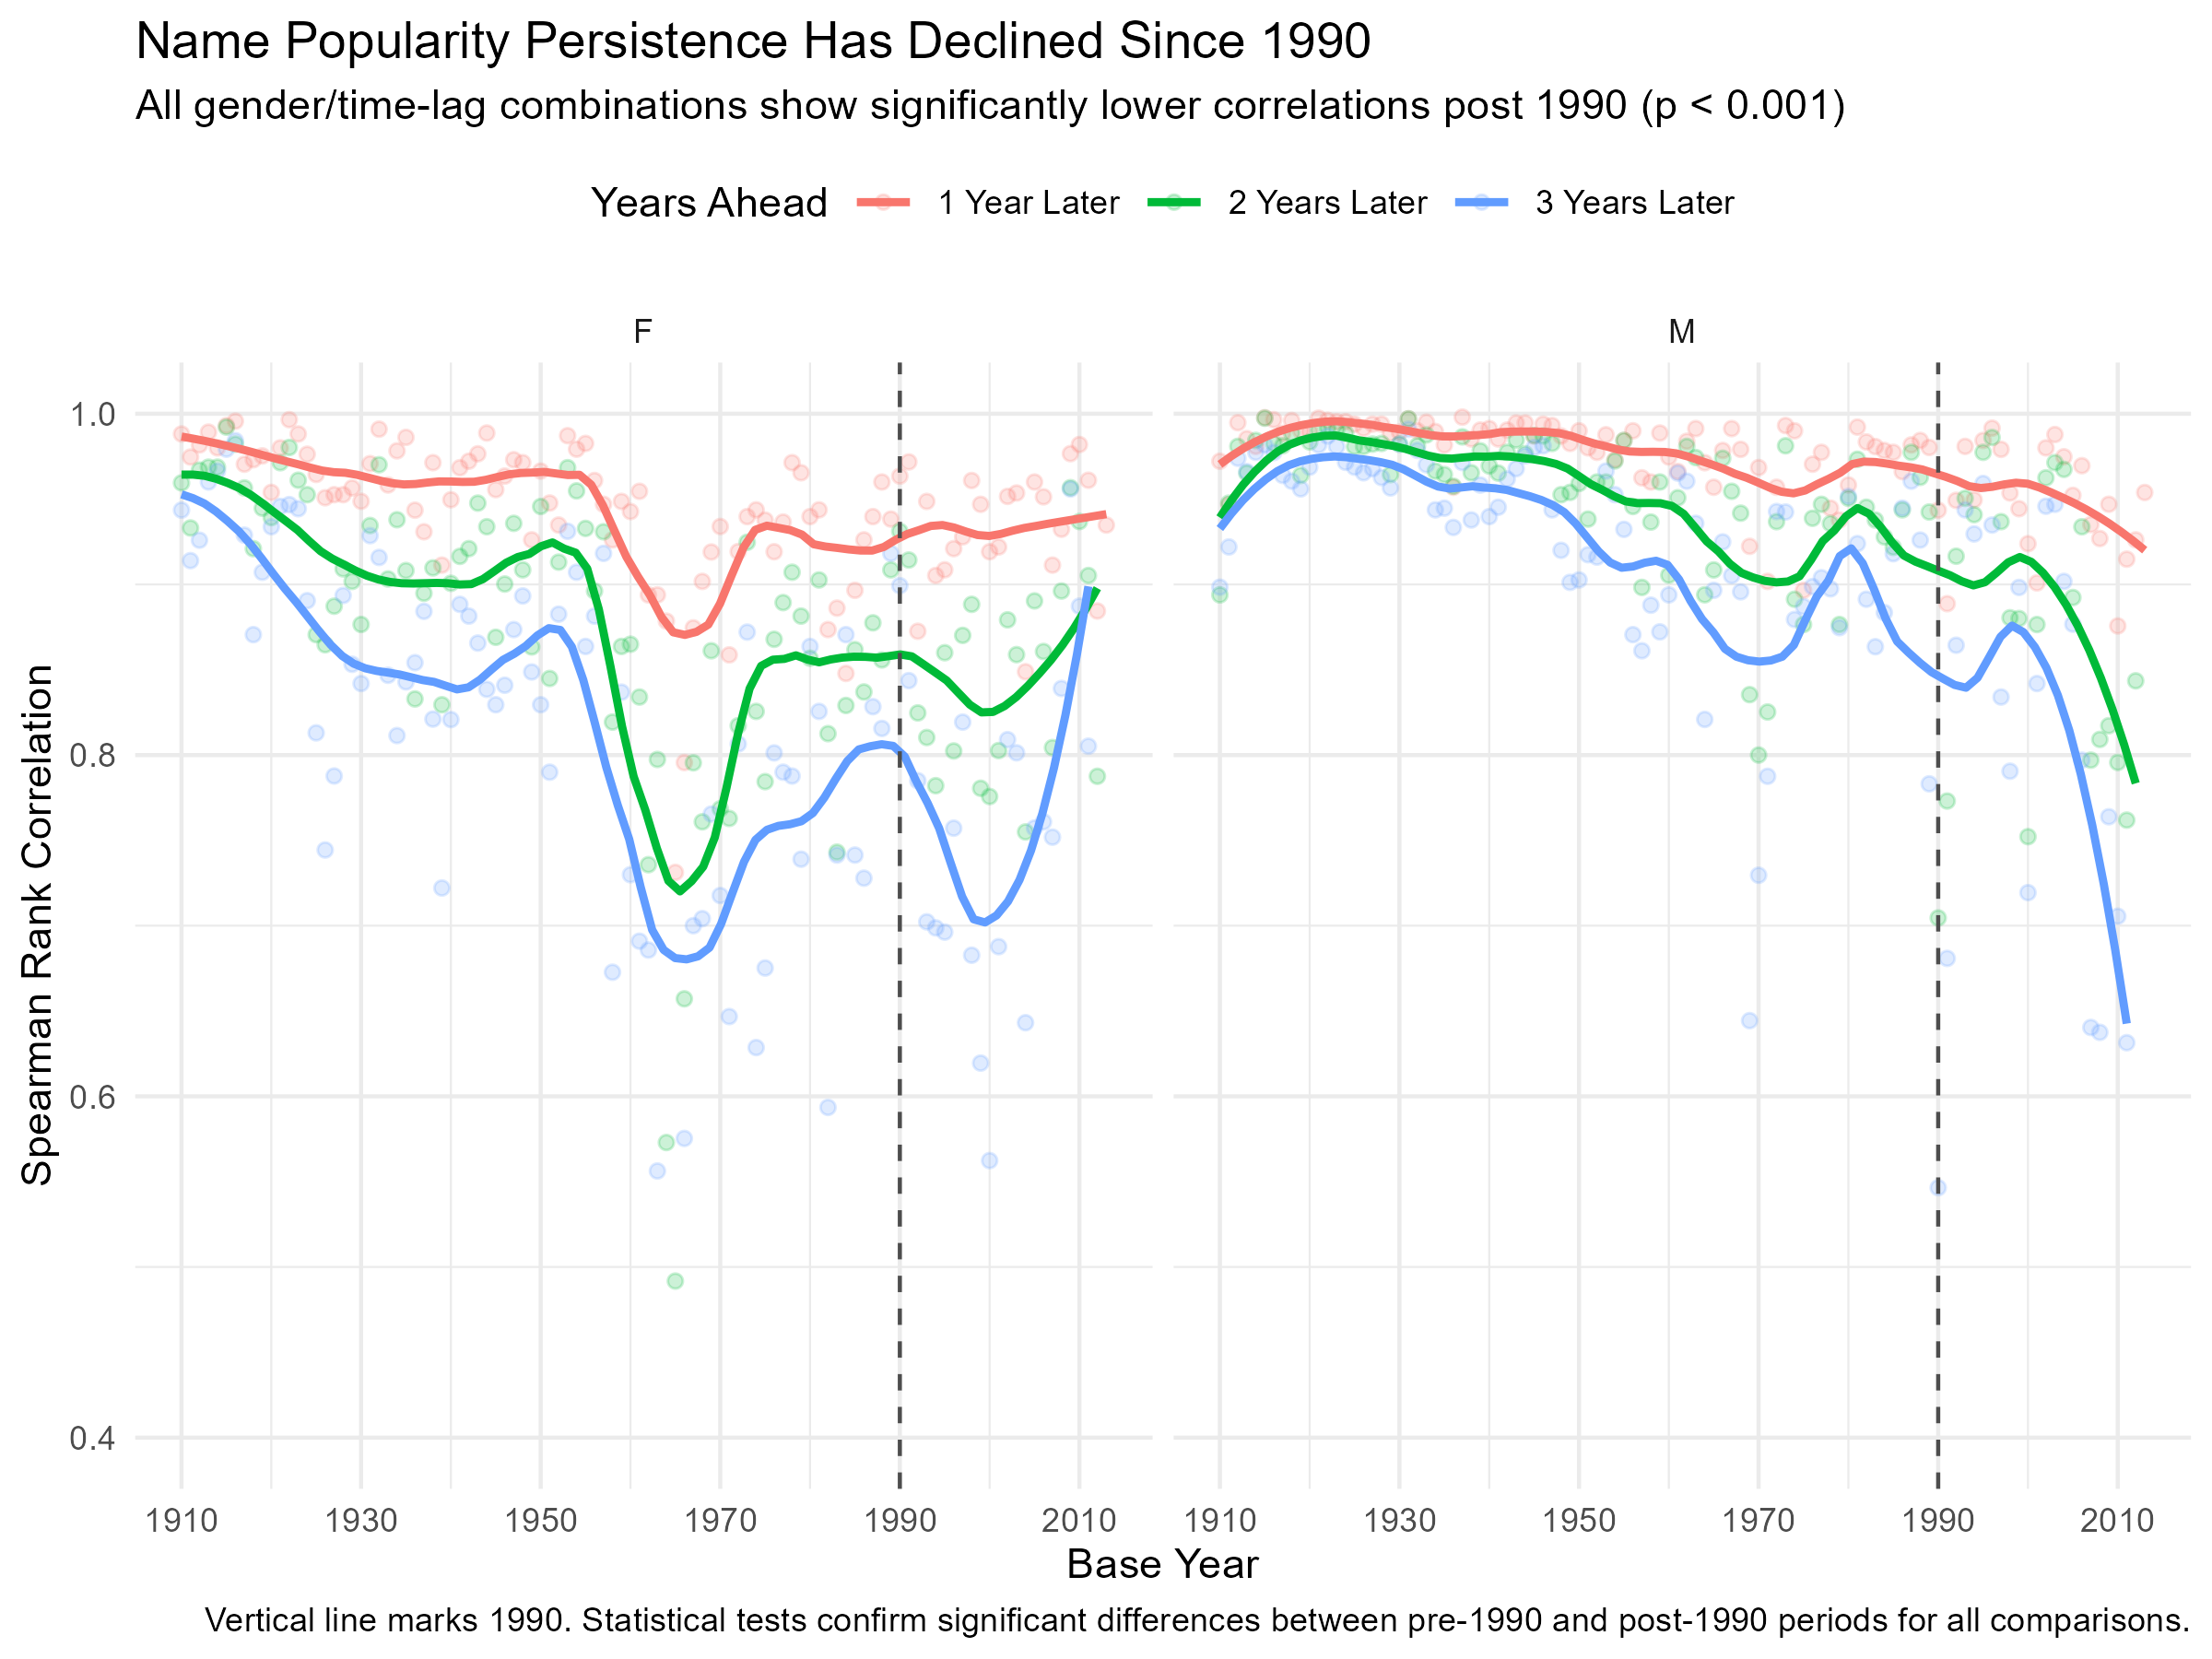 Name Popularity Persistence Has Declined Since 1990
All gender/time-lag combinations show significantly lower correlations post 1990 (p < 0.001)
Years Ahead 1 Year Later 2 Years Later 3 Years Later
F M
Spearman Rank Correlation
1.0
0.8
0.6
0.4
1910 1930 1950 1970 1990 2010 1910 1930 1950 1970 1990 2010
Base Year
Vertical line marks 1990. Statistical tests confirm significant differences between pre-1990 and post-1990 periods for all comparisons.